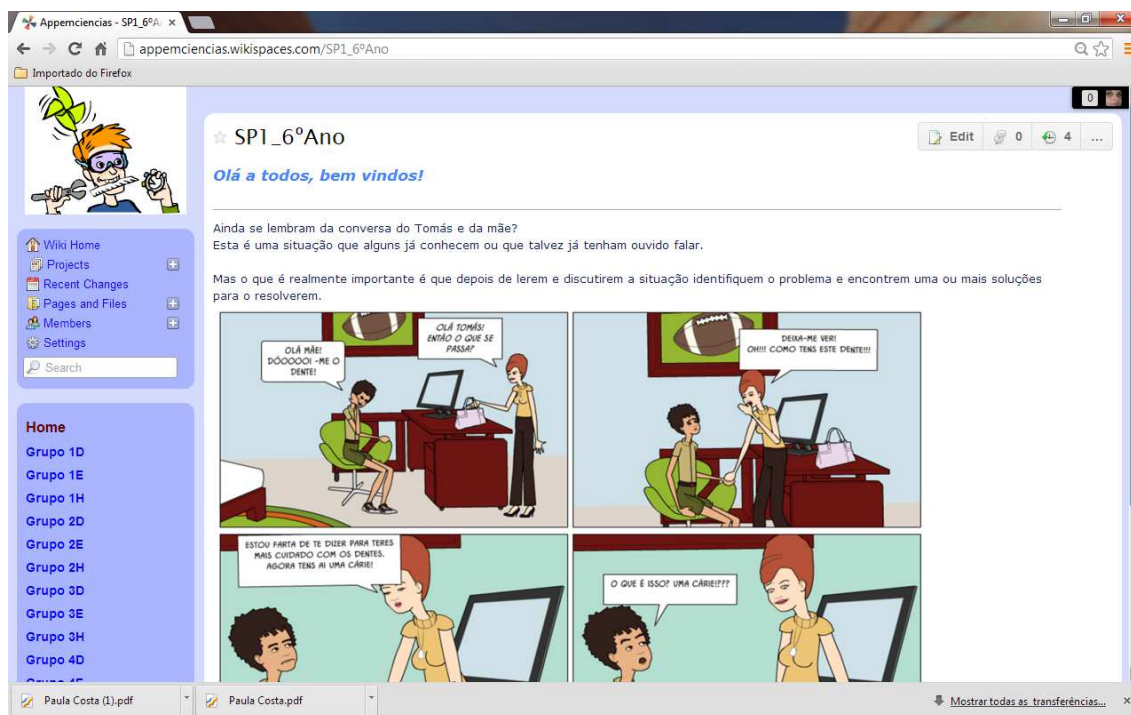 Appemciencias - SP1_6ºA
appemciencias.wikispaces.com/SP1_6ºAno
Importado do Firefox
0
SP1_6ºAno
Edit 0 4 ...
Olá a todos, bem vindos!
Ainda se lembram da conversa do Tomás e da mãe?
Esta é uma situação que alguns já conhecem ou que talvez já tenham ouvido falar.
Mas o que é realmente importante é que depois de lerem e discutirem a situação identifiquem o problema e encontrem uma ou mais soluções
para o resolverem.
Wiki Home
Projects
Recent Changes
Pages and Files
Members
Settings
Search
Home
Grupo 1D
Grupo 1E
Grupo 1H
Grupo 2D
Grupo 2E
Grupo 2H
Grupo 3D
Grupo 3E
Grupo 3H
Grupo 4D
OLÁ MÃE!
DÓOOOOI -ME O
DENTE!
OLÁ TOMÁS!
ENTÃO O QUE SE
PASSA?
DEIXA-ME VER!
OH!!! COMO TENS ESTE DENTE!!!
ESTOU FARTA DE TE DIZER PARA TERES
MAIS CUIDADO COM OS DENTES.
AGORA TENS AI UMA CÁRIE!
O QUE É ISSO? UMA CÁRIE!???
Paula Costa (1).pdf
Paula Costa.pdf
Mostrar todas as transferências...